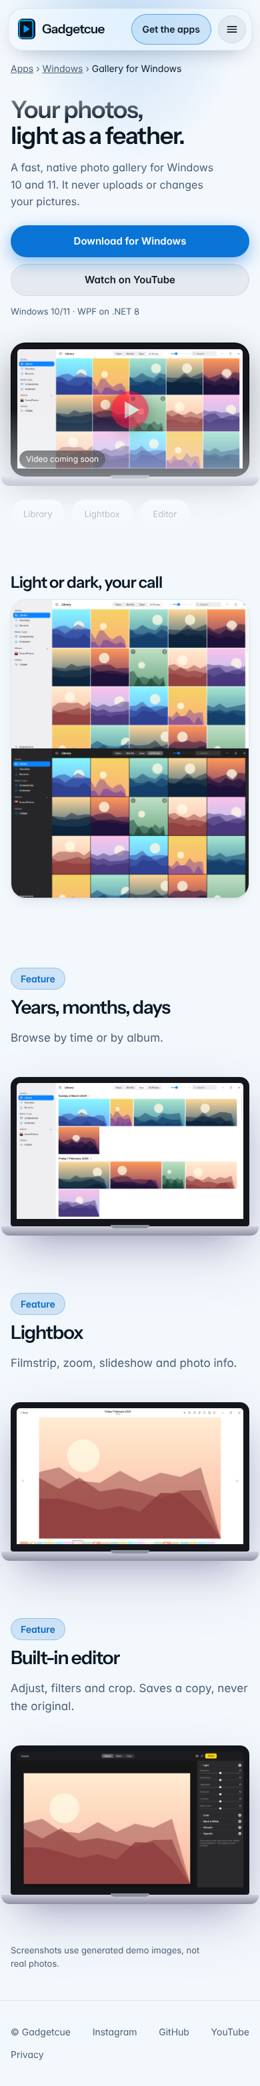 Gadgetcue
Get the apps
Apps › Windows › Gallery for Windows
Your photos,
light as a feather.
A fast, native photo gallery for Windows
10 and 11. It never uploads or changes
your pictures.
Download for Windows
Watch on YouTube
Windows 10/11 · WPF on .NET 8
Library
Video coming soon
Library
Lightbox
Editor
Light or dark, your call
Library
Library
Feature
Years, months, days
Browse by time or by album.
Library
Feature
Lightbox
Filmstrip, zoom, slideshow and photo info.
Feature
Built-in editor
Adjust, filters and crop. Saves a copy, never
the original.
Screenshots use generated demo images, not
real photos.
© Gadgetcue
Instagram
GitHub
YouTube
Privacy